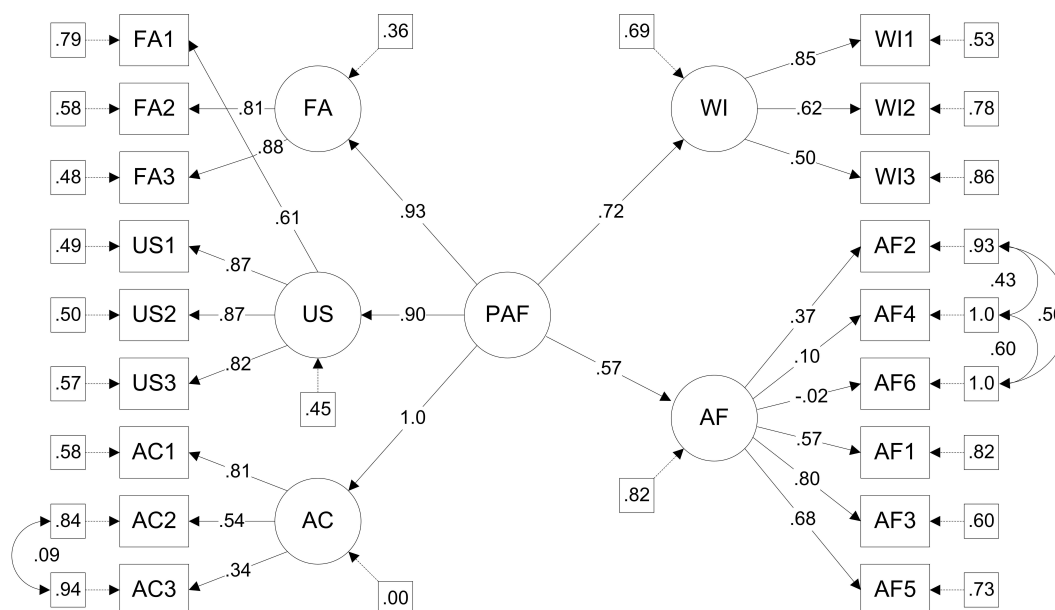 .79 FA1 .36 .69 WI1 .53
.85
.58 FA2 .81 FA WI .62 WI2 .78
.88 .50
.48 FA3 WI3 .86
.61 .93 .72
.49 US1 AF2 .93
.87 .43
.50 US2 .87 US .90 PAF .37 AF4 1.0
.10 .60
.82 .57
.57 US3 -.02 AF6 1.0
.45 1.0 AF
.58 AC1 .57 AF1 .82
.81 .80
.82
.84 AC2 .54 AC .68 AF3 .60
.09
.34
.94 AC3 .00 AF5 .73